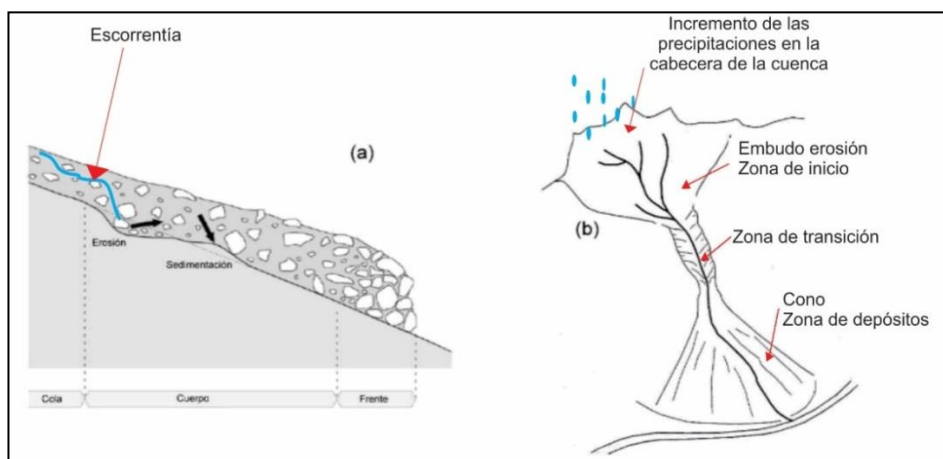 Escorrentía
(a)
Erosión
Sedimentación
Cola
Cuerpo
Frente
Incremento de las
precipitaciones en la
cabecera de la cuenca
Embudo erosión
Zona de inicio
(b)
Zona de transición
Cono
Zona de depósitos